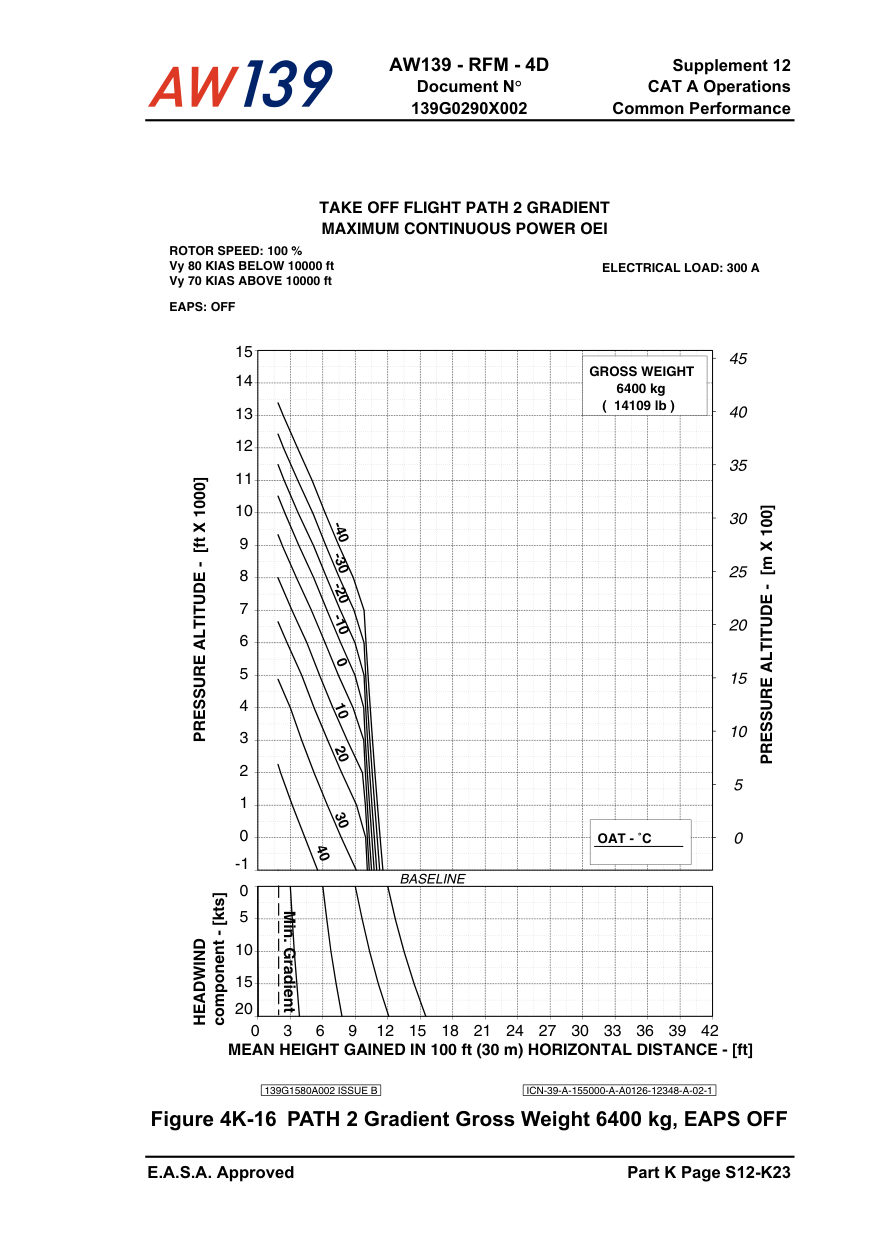 AW139
AW139 - RFM - 4D
Document N°
139G0290X002
Supplement 12
CAT A Operations
Common Performance
TAKE OFF FLIGHT PATH 2 GRADIENT
MAXIMUM CONTINUOUS POWER OEI
ROTOR SPEED: 100 %
Vy 80 KIAS BELOW 10000 ft
Vy 70 KIAS ABOVE 10000 ft
EAPS: OFF
ELECTRICAL LOAD: 300 A
GROSS WEIGHT
6400 kg
( 14109 lb )
PRESSURE ALTITUDE - [ft X 1000]
15
14
13
12
11
10
9
8
7
6
5
4
3
2
1
0
-1
-40
-30
-20
-10
0
10
20
30
40
45
40
35
30
25
20
15
10
5
0
PRESSURE ALTITUDE - [m X 100]
OAT - °C
BASELINE
HEADWIND
component - [kts]
0
5
10
15
20
Min. Gradient
0 3 6 9 12 15 18 21 24 27 30 33 36 39 42
MEAN HEIGHT GAINED IN 100 ft (30 m) HORIZONTAL DISTANCE - [ft]
139G1580A002 ISSUE B
ICN-39-A-155000-A-A0126-12348-A-02-1
Figure 4K-16 PATH 2 Gradient Gross Weight 6400 kg, EAPS OFF
E.A.S.A. Approved
Part K Page S12-K23